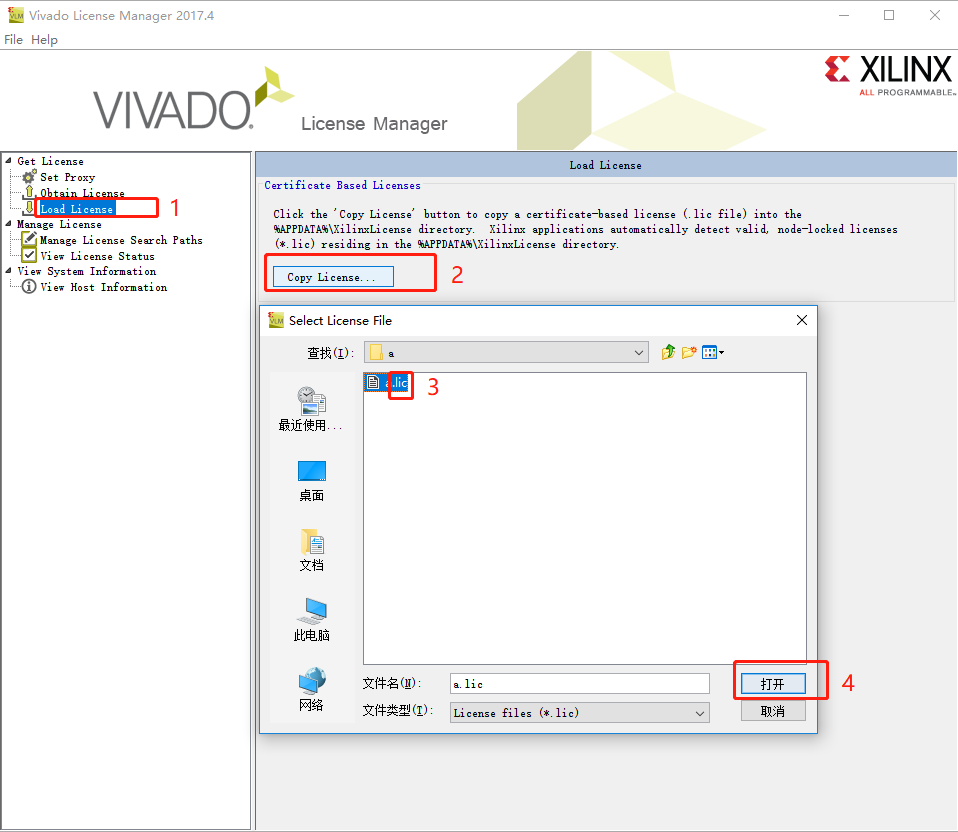 Vivado License Manager 2017.4
File Help
VIVADO.
License Manager
XILINX
ALL PROGRAMMABLE™
Get License
Set Proxy
Obtain License
Load License
1
Manage License
Manage License Search Paths
View License Status
View System Information
View Host Information
Load License
Certificate Based Licenses
Click the 'Copy License' button to copy a certificate-based license (.lic file) into the
%APPDATA%\XilinxLicense directory. Xilinx applications automatically detect valid, node-locked licenses
(*.lic) residing in the %APPDATA%\XilinxLicense directory.
Copy License...
2
Select License File
查找(I):
a
a.lic
3
最近使用...
桌面
文档
此电脑
网络
文件名(N):
a.lic
打开
4
文件类型(T):
License files (*.lic)
取消